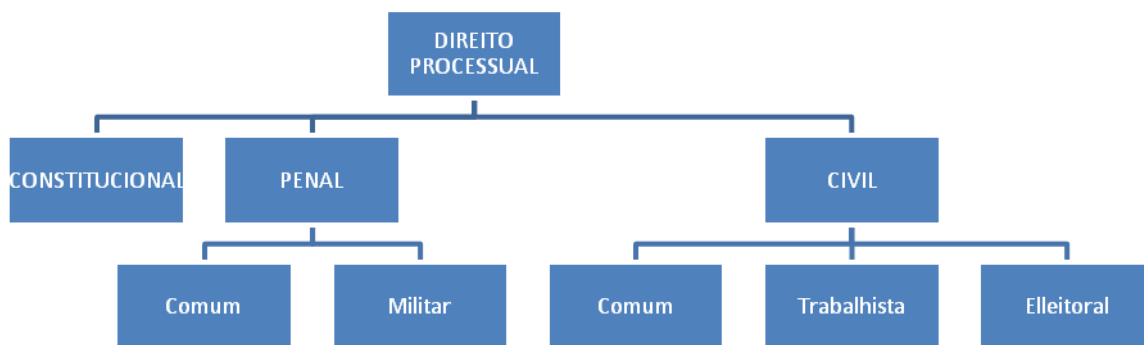 DIREITO
PROCESSUAL
CONSTITUCIONAL
PENAL
CIVIL
Comum
Militar
Comum
Trabalhista
Elleitoral